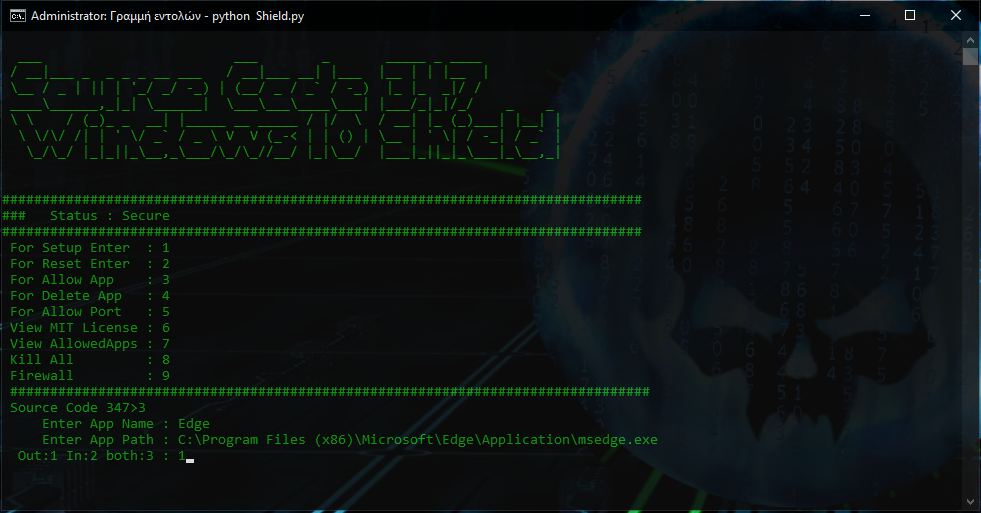 Administrator: Γραμμή εντολών - python Shield.py
Source Code 347
Windows 10 Shield
################################################################################
###   Status : Secure
################################################################################
For Setup Enter  : 1
For Reset Enter  : 2
For Allow App    : 3
For Delete App   : 4
For Allow Port   : 5
View MIT License : 6
View AllowedApps : 7
Kill All         : 8
Firewall         : 9
################################################################################
Source Code 347>3
Enter App Name : Edge
Enter App Path : C:\Program Files (x86)\Microsoft\Edge\Application\msedge.exe
Out:1 In:2 both:3 : 1